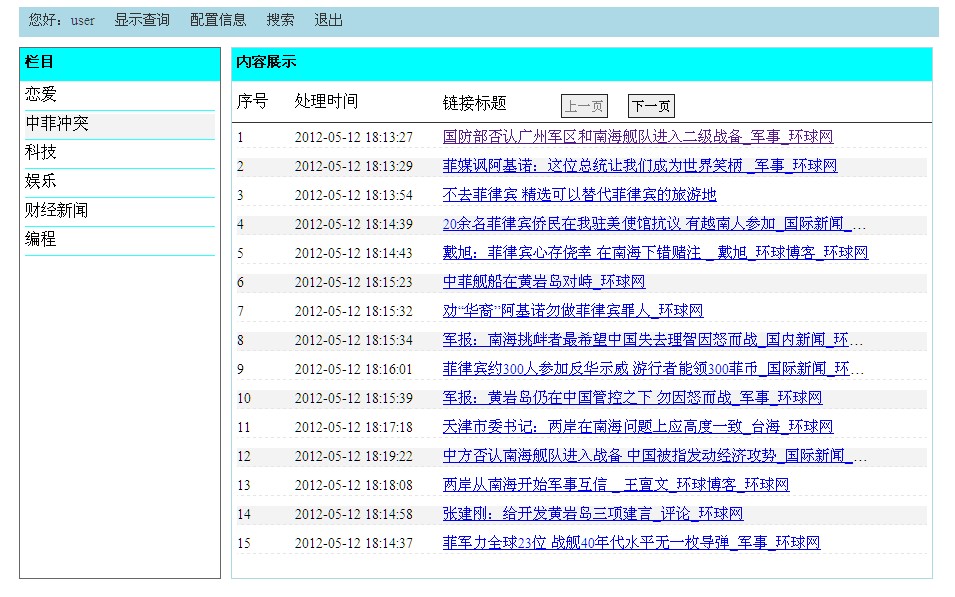 您好：user 显示查询 配置信息 搜索 退出
栏目
恋爱
中菲冲突
科技
娱乐
财经新闻
编程
内容展示
序号 处理时间 链接标题 上一页 下一页
1 2012-05-12 18:13:27 国防部否认广州军区和南海舰队进入二级战备_军事_环球网
2 2012-05-12 18:13:29 菲媒讽阿基诺：这位总统让我们成为世界笑柄 _军事_环球网
3 2012-05-12 18:13:54 不去菲律宾 精选可以替代菲律宾的旅游地
4 2012-05-12 18:14:39 20余名菲律宾侨民在我驻美使馆抗议 有越南人参加_国际新闻_…
5 2012-05-12 18:14:43 戴旭：菲律宾心存侥幸 在南海下错赌注 _ 戴旭_环球博客_环球网
6 2012-05-12 18:15:23 中菲舰船在黄岩岛对峙_环球网
7 2012-05-12 18:15:32 劝“华裔”阿基诺勿做菲律宾罪人_环球网
8 2012-05-12 18:15:34 军报：南海挑衅者最希望中国失去理智因怒而战_国内新闻_环…
9 2012-05-12 18:16:01 菲律宾约300人参加反华示威 游行者能领300菲币_国际新闻_环…
10 2012-05-12 18:15:39 军报：黄岩岛仍在中国管控之下 勿因怒而战_军事_环球网
11 2012-05-12 18:17:18 天津市委书记：两岸在南海问题上应高度一致_台海_环球网
12 2012-05-12 18:19:22 中方否认南海舰队进入战备 中国被指发动经济攻势_国际新闻_…
13 2012-05-12 18:18:08 两岸从南海开始军事互信 _ 王亶文_环球博客_环球网
14 2012-05-12 18:14:58 张建刚：给开发黄岩岛三项建言_评论_环球网
15 2012-05-12 18:14:37 菲军力全球23位 战舰40年代水平无一枚导弹_军事_环球网